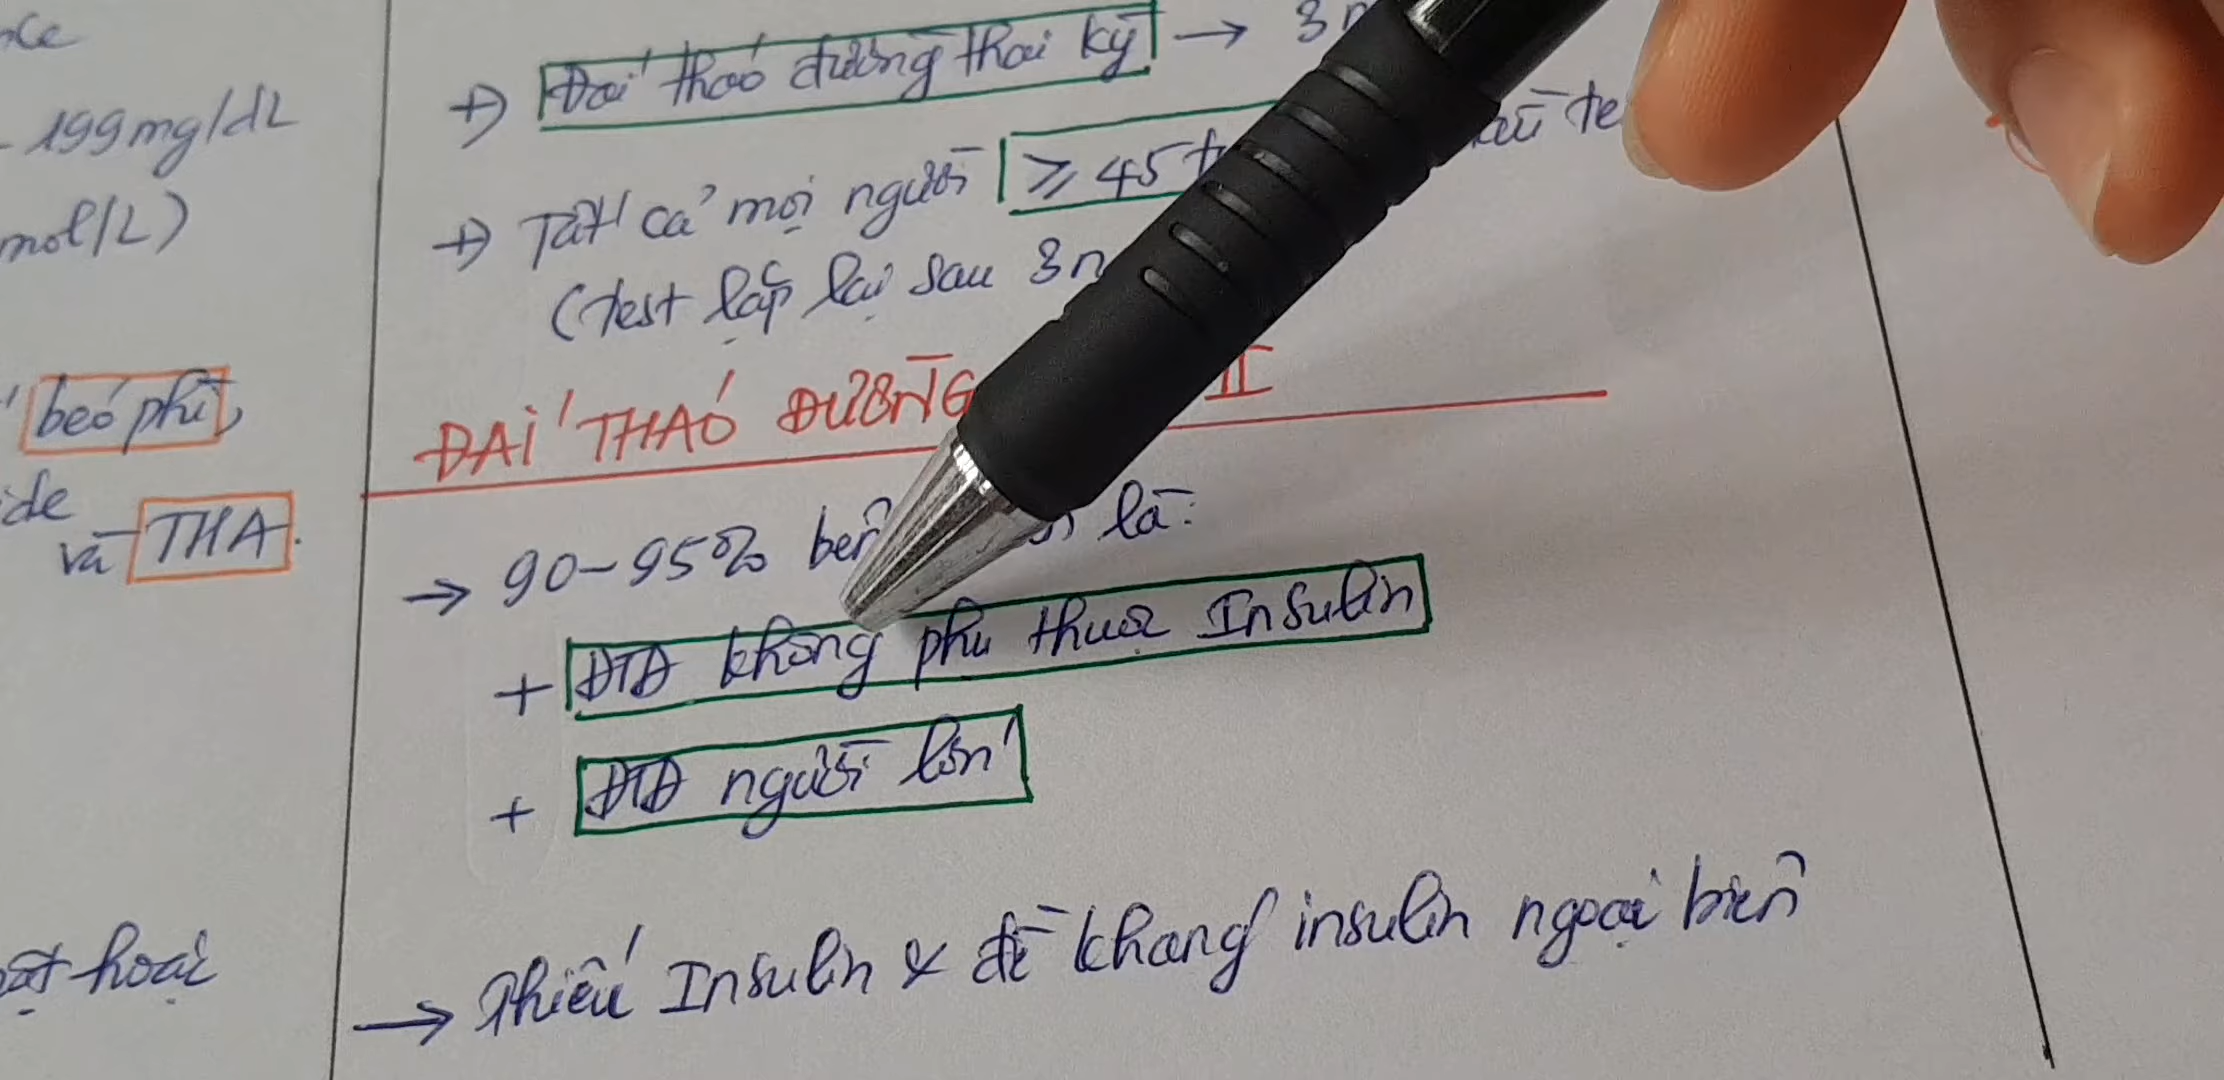 nce
199mg/dL
mol/L)
béo phì,
ide
và THA.
hoạt
+) Đái tháo đường thai kỳ → 3
+) Tất cả mọi người ≥ 45
(test lặp lại sau 3
ĐÁI THÁO ĐƯỜNG II
→ 90-95% là:
+ ĐTĐ không phụ thuộc Insulin
+ ĐTĐ người lớn
→ Thiếu Insulin & đề kháng insulin ngoại biên